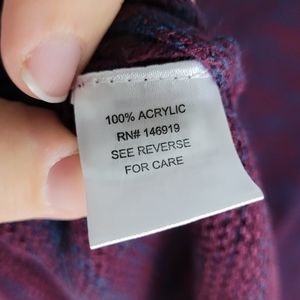 100% ACRYLIC
RN# 146919
SEE REVERSE
FOR CARE